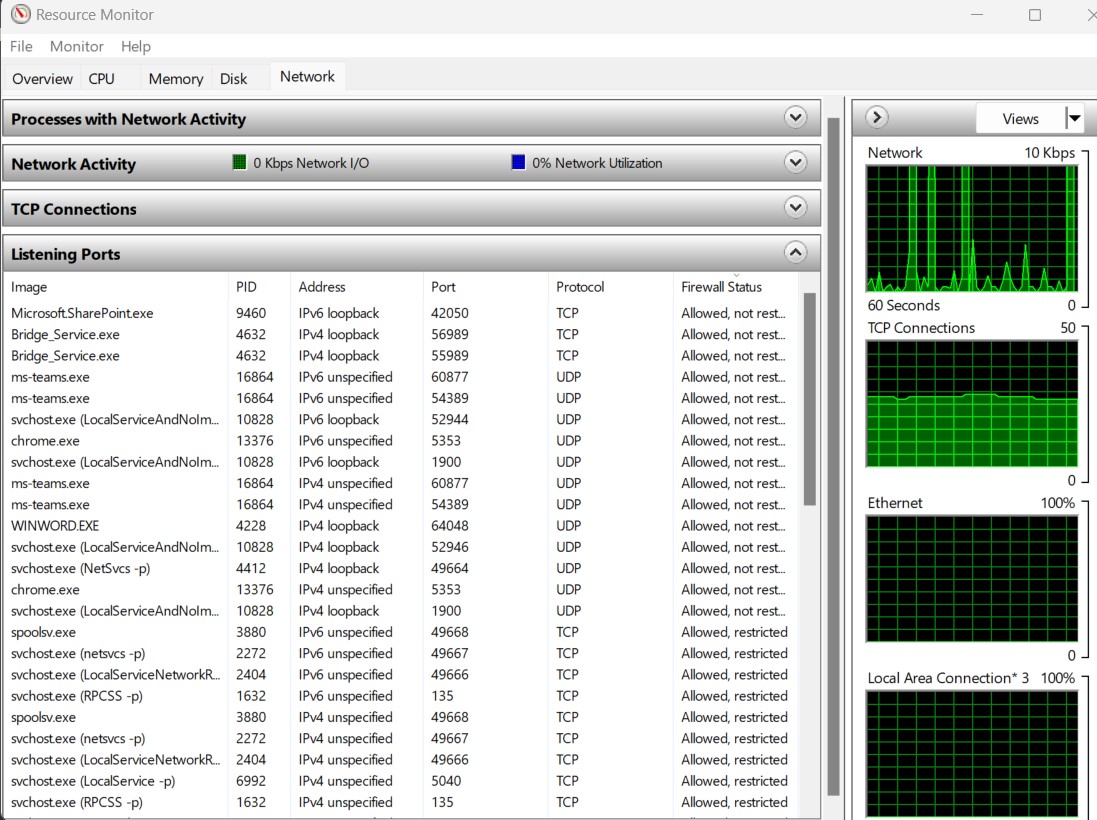 Resource Monitor
File Monitor Help
Overview CPU Memory Disk Network
Processes with Network Activity
Network Activity 0 Kbps Network I/O 0% Network Utilization
TCP Connections
Listening Ports
Image PID Address Port Protocol Firewall Status
Microsoft.SharePoint.exe 9460 IPv6 loopback 42050 TCP Allowed, not rest...
Bridge_Service.exe 4632 IPv6 loopback 56989 TCP Allowed, not rest...
Bridge_Service.exe 4632 IPv4 loopback 55989 TCP Allowed, not rest...
ms-teams.exe 16864 IPv6 unspecified 60877 UDP Allowed, not rest...
ms-teams.exe 16864 IPv6 unspecified 54389 UDP Allowed, not rest...
svchost.exe (LocalServiceAndNoIm... 10828 IPv6 loopback 52944 UDP Allowed, not rest...
chrome.exe 13376 IPv6 unspecified 5353 UDP Allowed, not rest...
svchost.exe (LocalServiceAndNoIm... 10828 IPv6 loopback 1900 UDP Allowed, not rest...
ms-teams.exe 16864 IPv4 unspecified 60877 UDP Allowed, not rest...
ms-teams.exe 16864 IPv4 unspecified 54389 UDP Allowed, not rest...
WINWORD.EXE 4228 IPv4 loopback 64048 UDP Allowed, not rest...
svchost.exe (LocalServiceAndNoIm... 10828 IPv4 loopback 52946 UDP Allowed, not rest...
svchost.exe (NetSvcs -p) 4412 IPv4 loopback 49664 UDP Allowed, not rest...
chrome.exe 13376 IPv4 unspecified 5353 UDP Allowed, not rest...
svchost.exe (LocalServiceAndNoIm... 10828 IPv4 loopback 1900 UDP Allowed, not rest...
spoolsv.exe 3880 IPv6 unspecified 49668 TCP Allowed, restricted
svchost.exe (netsvcs -p) 2272 IPv6 unspecified 49667 TCP Allowed, restricted
svchost.exe (LocalServiceNetworkR... 2404 IPv6 unspecified 49666 TCP Allowed, restricted
svchost.exe (RPCSS -p) 1632 IPv6 unspecified 135 TCP Allowed, restricted
spoolsv.exe 3880 IPv4 unspecified 49668 TCP Allowed, restricted
svchost.exe (netsvcs -p) 2272 IPv4 unspecified 49667 TCP Allowed, restricted
svchost.exe (LocalServiceNetworkR... 2404 IPv4 unspecified 49666 TCP Allowed, restricted
svchost.exe (LocalService -p) 6992 IPv4 unspecified 5040 TCP Allowed, restricted
svchost.exe (RPCSS -p) 1632 IPv4 unspecified 135 TCP Allowed, restricted
Views
Network 10 Kbps
60 Seconds 0
TCP Connections 50
0
Ethernet 100%
0
Local Area Connection* 3 100%